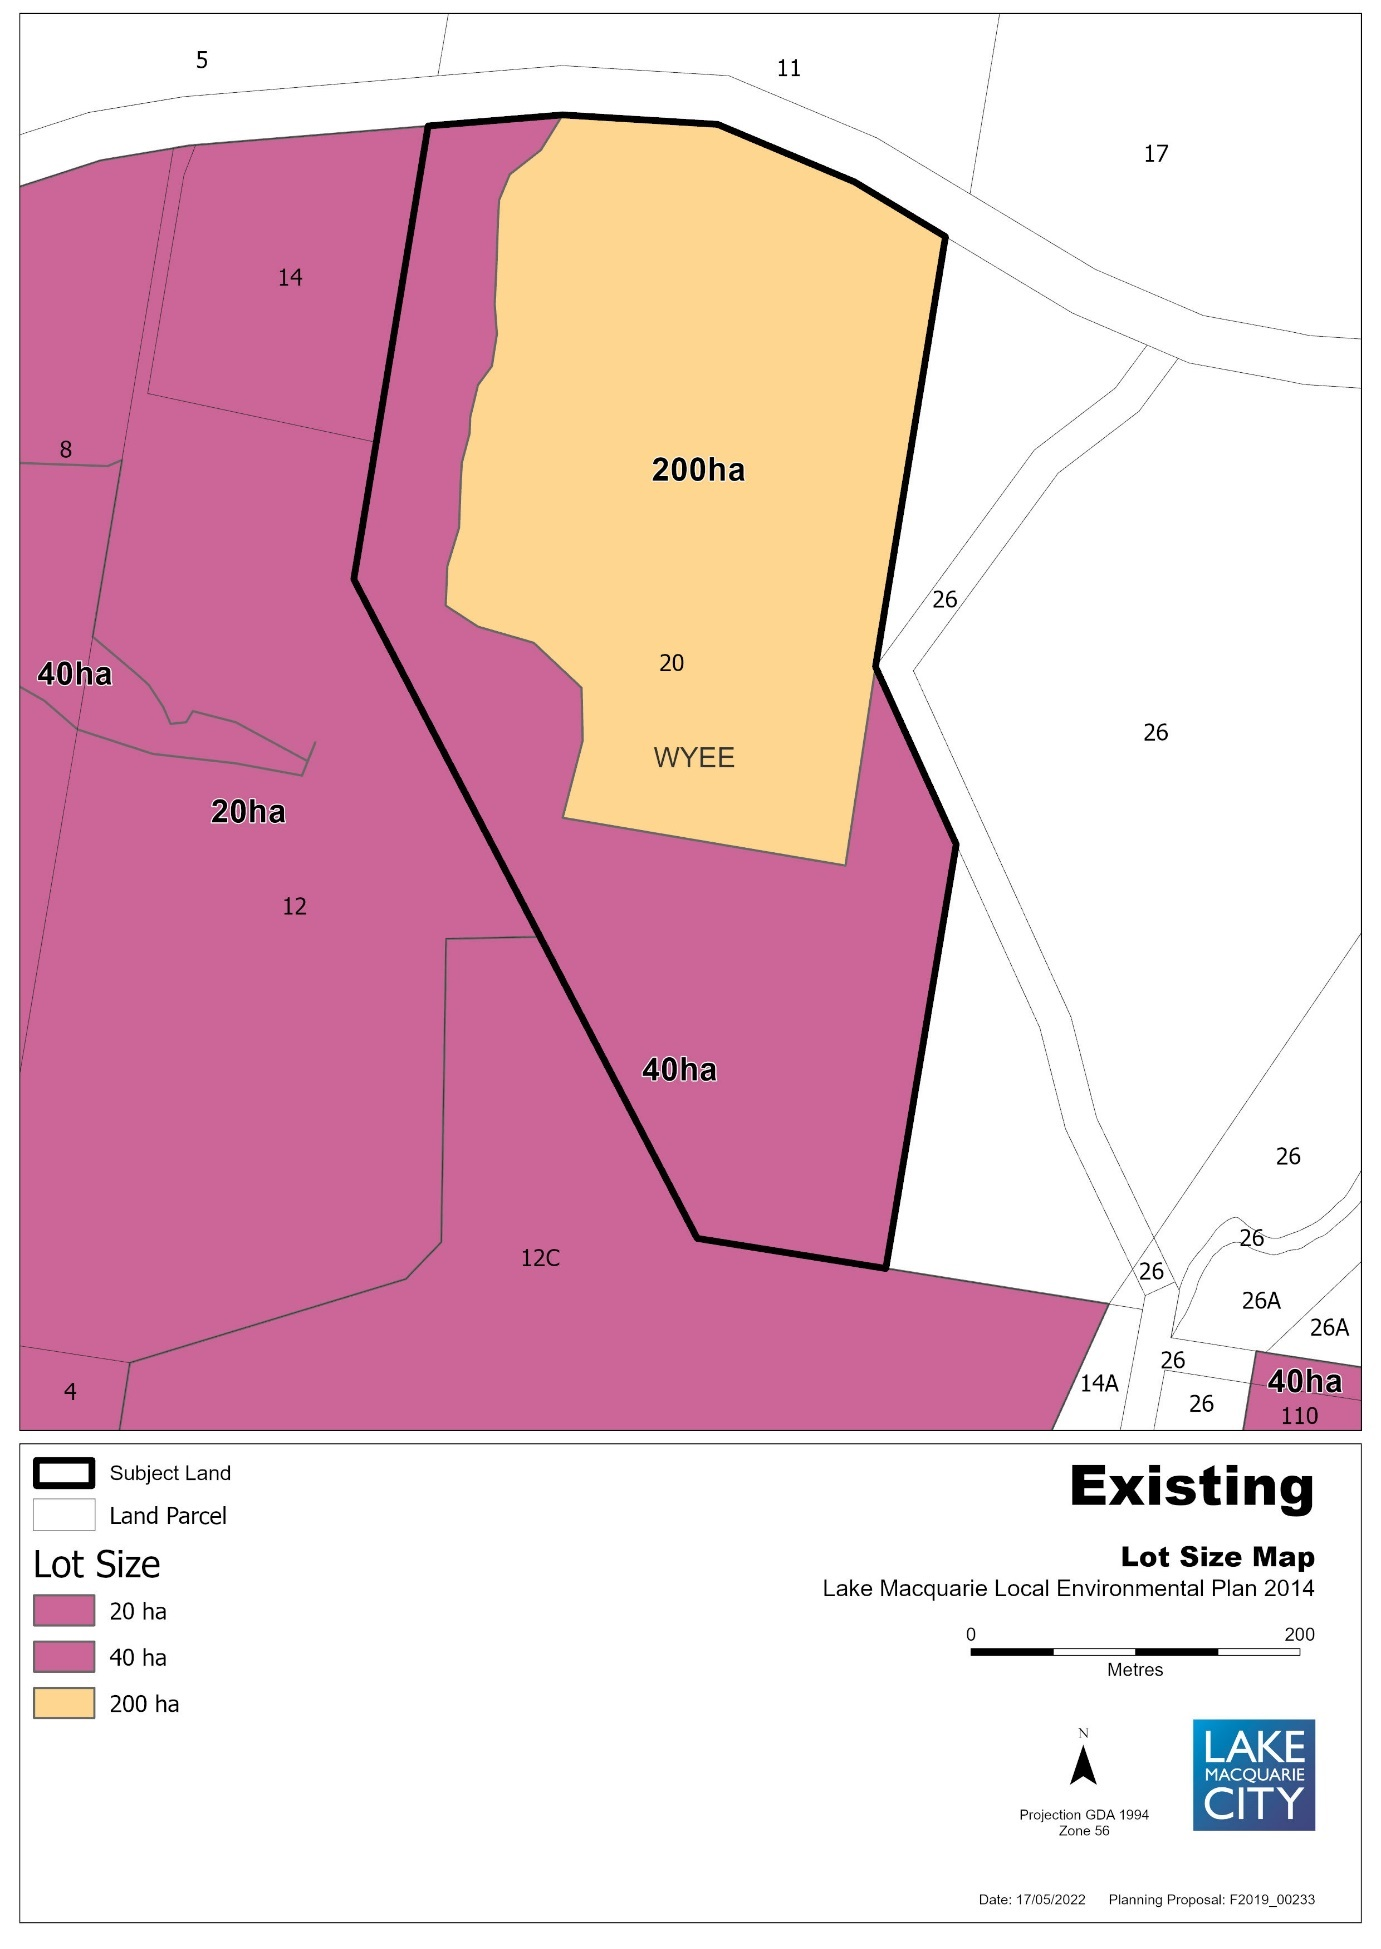 5
11
17
14
8
200ha
26
20
40ha
26
WYEE
20ha
12
40ha
26
26
12C
26
26A
26A
26
40ha
14A
4
26
110
Subject Land
Land Parcel
Lot Size
20 ha
40 ha
200 ha
Existing
Lot Size Map
Lake Macquarie Local Environmental Plan 2014
0 200
Metres
N
Projection GDA 1994
Zone 56
LAKE
MACQUARIE
CITY
Date: 17/05/2022 Planning Proposal: F2019_00233